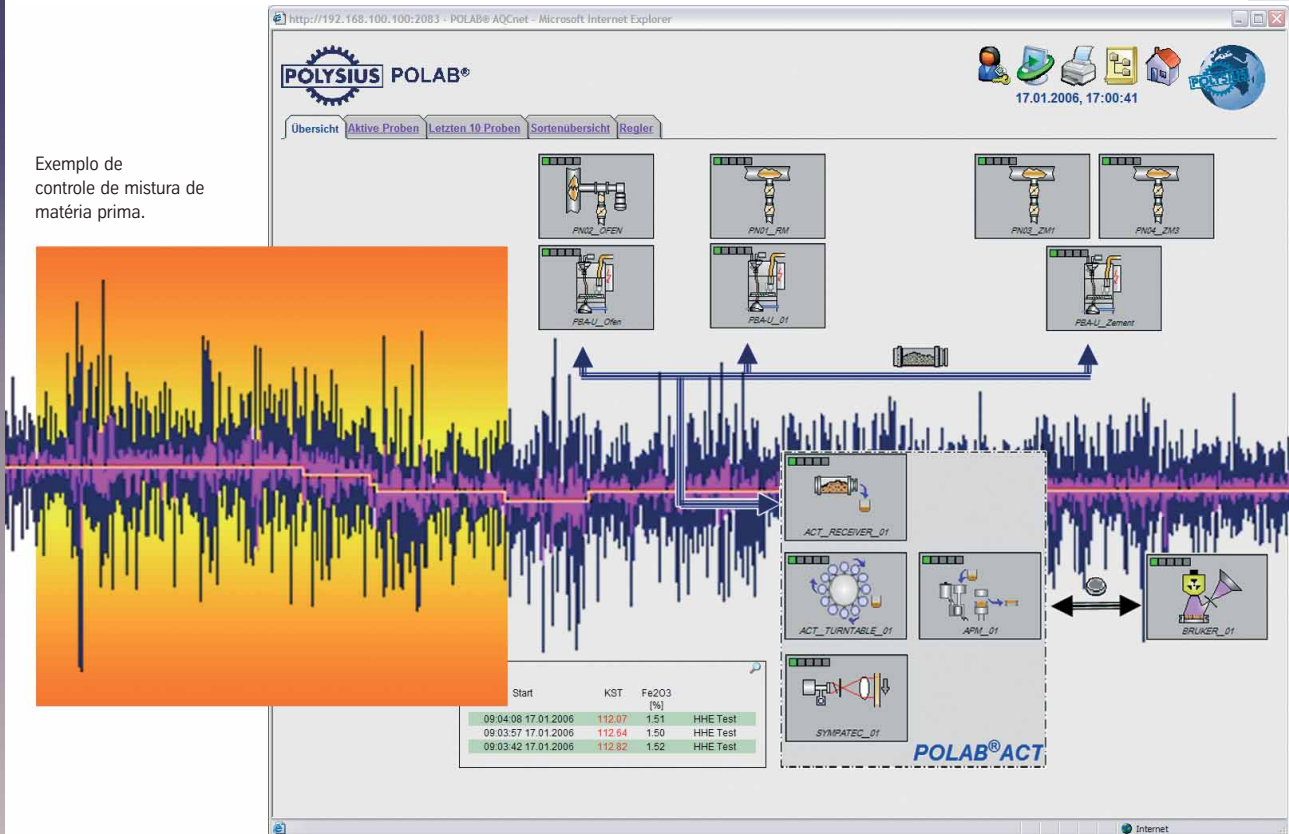 http://192.168.100.100:2083 - POLAB® AQCnet - Microsoft Internet Explorer
POLYSIUS POLAB®
POLYSIUS
17.01.2006, 17:00:41
Übersicht Aktive Proben Letzten 10 Proben Sortenübersicht Regler
Exemplo de
controle de mistura de
matéria prima.
PN02_OFEN PN01_RM PN03_ZM1 PN04_ZM3
PBA-U_Ofen PBA-U_01 PBA-U_Zement
ACT_RECEIVER_01
ACT_TURNTABLE_01 APM_01 BRUKER_01
SYMPATEC_01
POLAB®ACT
Start KST Fe2O3
[%]
09:04:08 17.01.2006 112.07 1.51 HHE Test
09:03:57 17.01.2006 112.64 1.50 HHE Test
09:03:42 17.01.2006 112.82 1.52 HHE Test
Internet